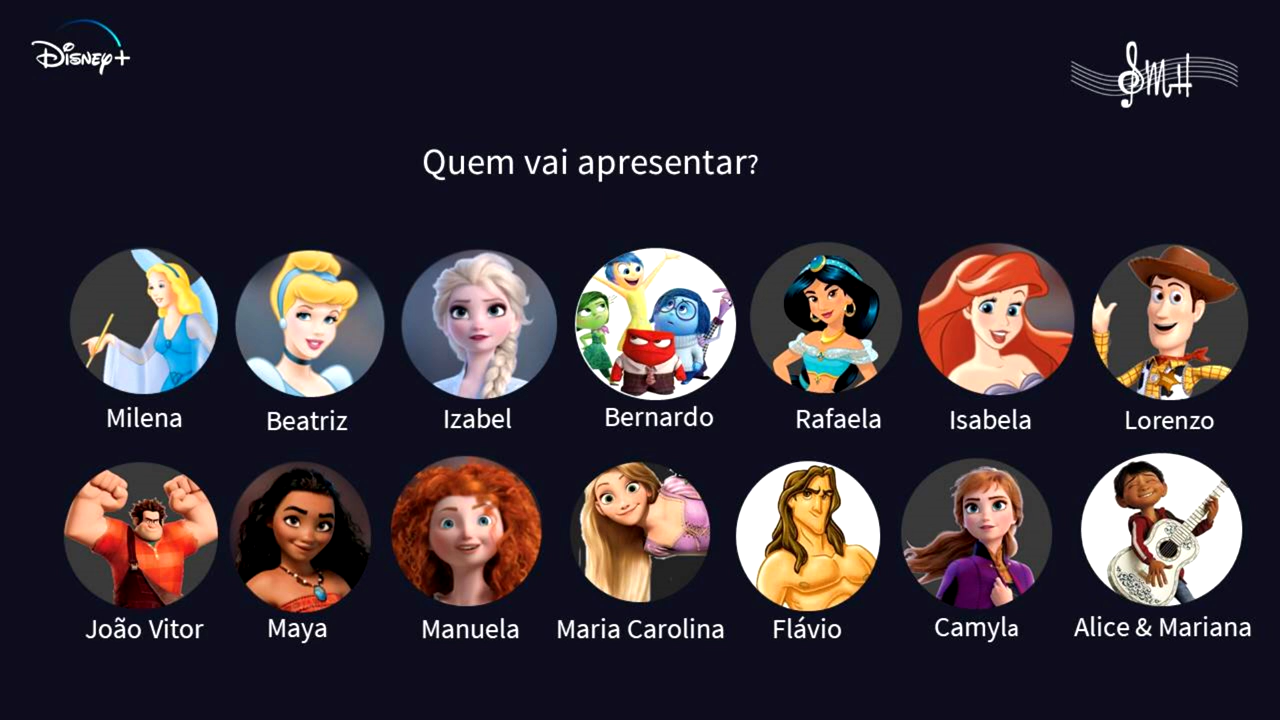 Disney+
SMH
Quem vai apresentar?
Milena
Beatriz
Izabel
Bernardo
Rafaela
Isabela
Lorenzo
João Vitor
Maya
Manuela
Maria Carolina
Flávio
Camyla
Alice & Mariana